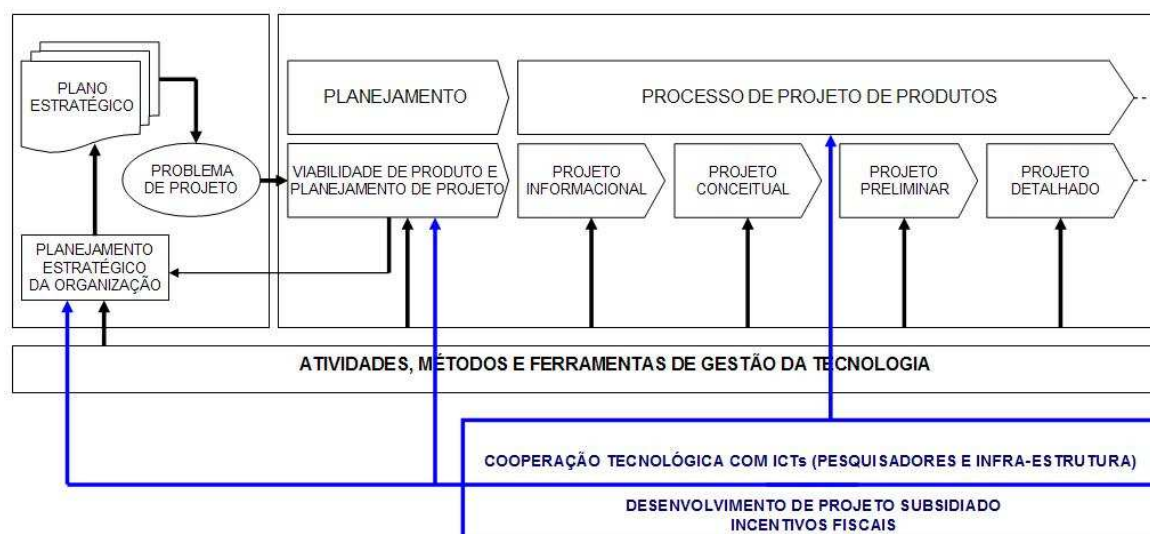 PLANO
ESTRATÉGICO
PROBLEMA
DE PROJETO
PLANEJAMENTO
ESTRATÉGICO
DA ORGANIZAÇÃO
PLANEJAMENTO
PROCESSO DE PROJETO DE PRODUTOS
VIABILIDADE DE PRODUTO E
PLANEJAMENTO DE PROJETO
PROJETO
INFORMACIONAL
PROJETO
CONCEITUAL
PROJETO
PRELIMINAR
PROJETO
DETALHADO
ATIVIDADES, MÉTODOS E FERRAMENTAS DE GESTÃO DA TECNOLOGIA
COOPERAÇÃO TECNOLÓGICA COM ICTs (PESQUISADORES E INFRA-ESTRUTURA)
DESENVOLVIMENTO DE PROJETO SUBSIDIADO
INCENTIVOS FISCAIS